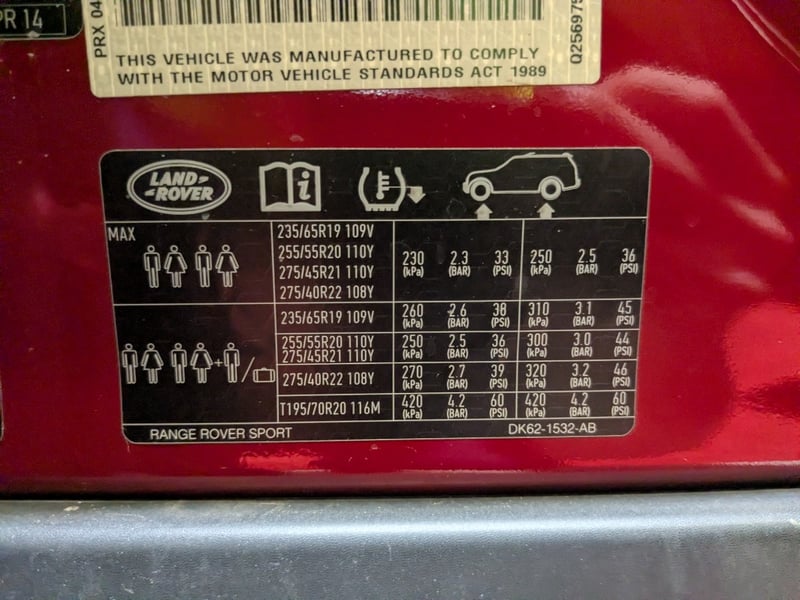 PR 14
PRX 04
Q256975
THIS VEHICLE WAS MANUFACTURED TO COMPLY
WITH THE MOTOR VEHICLE STANDARDS ACT 1989
LAND-
-ROVER
i
MAX
235/65R19 109V
255/55R20 110Y
275/45R21 110Y
275/40R22 108Y
230 2.3 33 250 2.5 36
(kPa) (BAR) (PSI) (kPa) (BAR) (PSI)
235/65R19 109V 260 2.6 38 310 3.1 45
(kPa) (BAR) (PSI) (kPa) (BAR) (PSI)
255/55R20 110Y 250 2.5 36 300 3.0 44
275/45R21 110Y (kPa) (BAR) (PSI) (kPa) (BAR) (PSI)
+ /
275/40R22 108Y 270 2.7 39 320 3.2 46
(kPa) (BAR) (PSI) (kPa) (BAR) (PSI)
T195/70R20 116M 420 4.2 60 420 4.2 60
(kPa) (BAR) (PSI) (kPa) (BAR) (PSI)
RANGE ROVER SPORT DK62-1532-AB